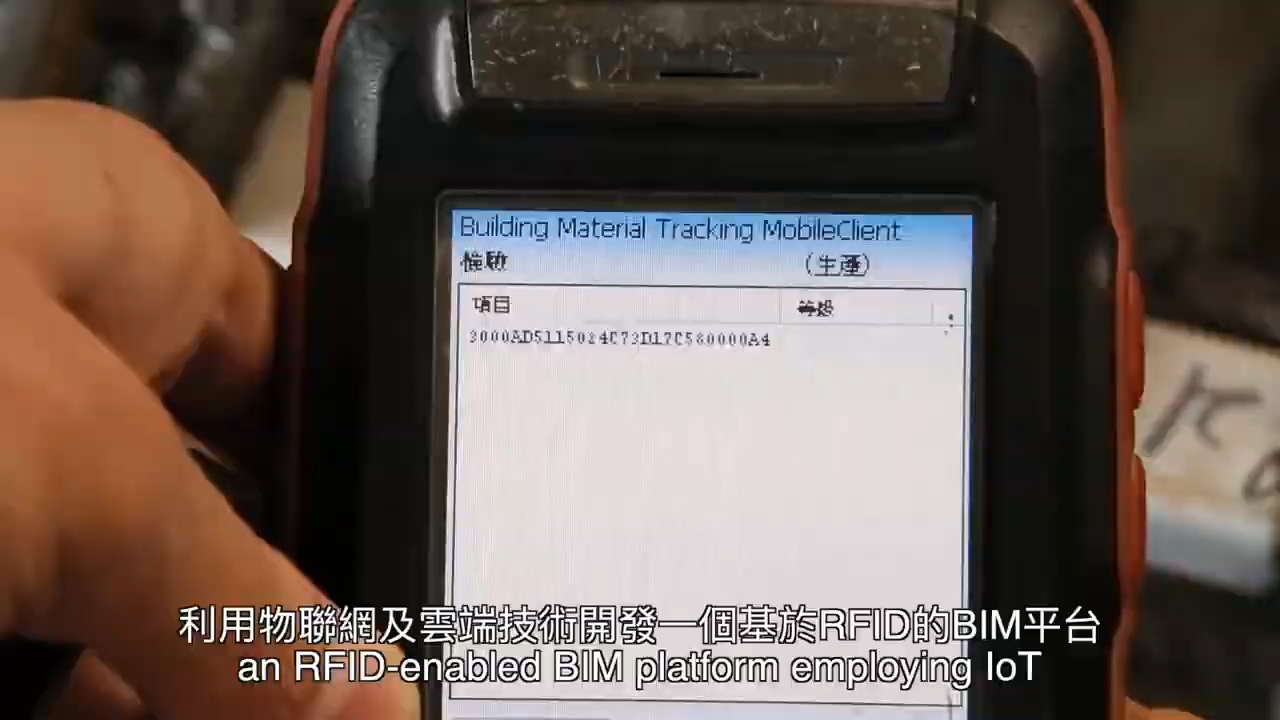 Building Material Tracking MobileClient
檢驗 (生產)
項目 等級
3000AD5115024C73D17C580000A4
利用物聯網及雲端技術開發一個基於RFID的BIM平台
an RFID-enabled BIM platform employing IoT